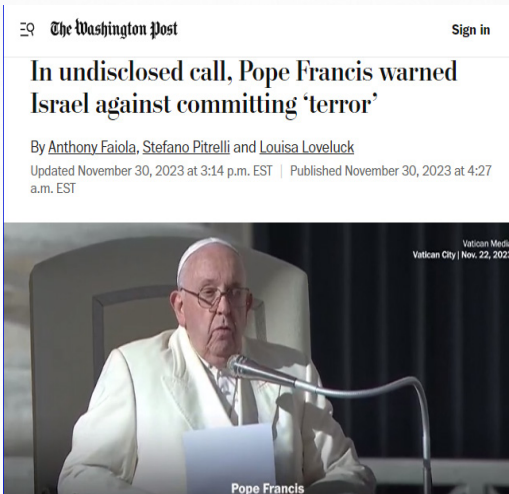 The Washington Post
Sign in
In undisclosed call, Pope Francis warned
Israel against committing ‘terror’
By Anthony Faiola, Stefano Pitrelli and Louisa Loveluck
Updated November 30, 2023 at 3:14 p.m. EST | Published November 30, 2023 at 4:27
a.m. EST
Vatican Media
Vatican City | Nov. 22, 2023
Pope Francis